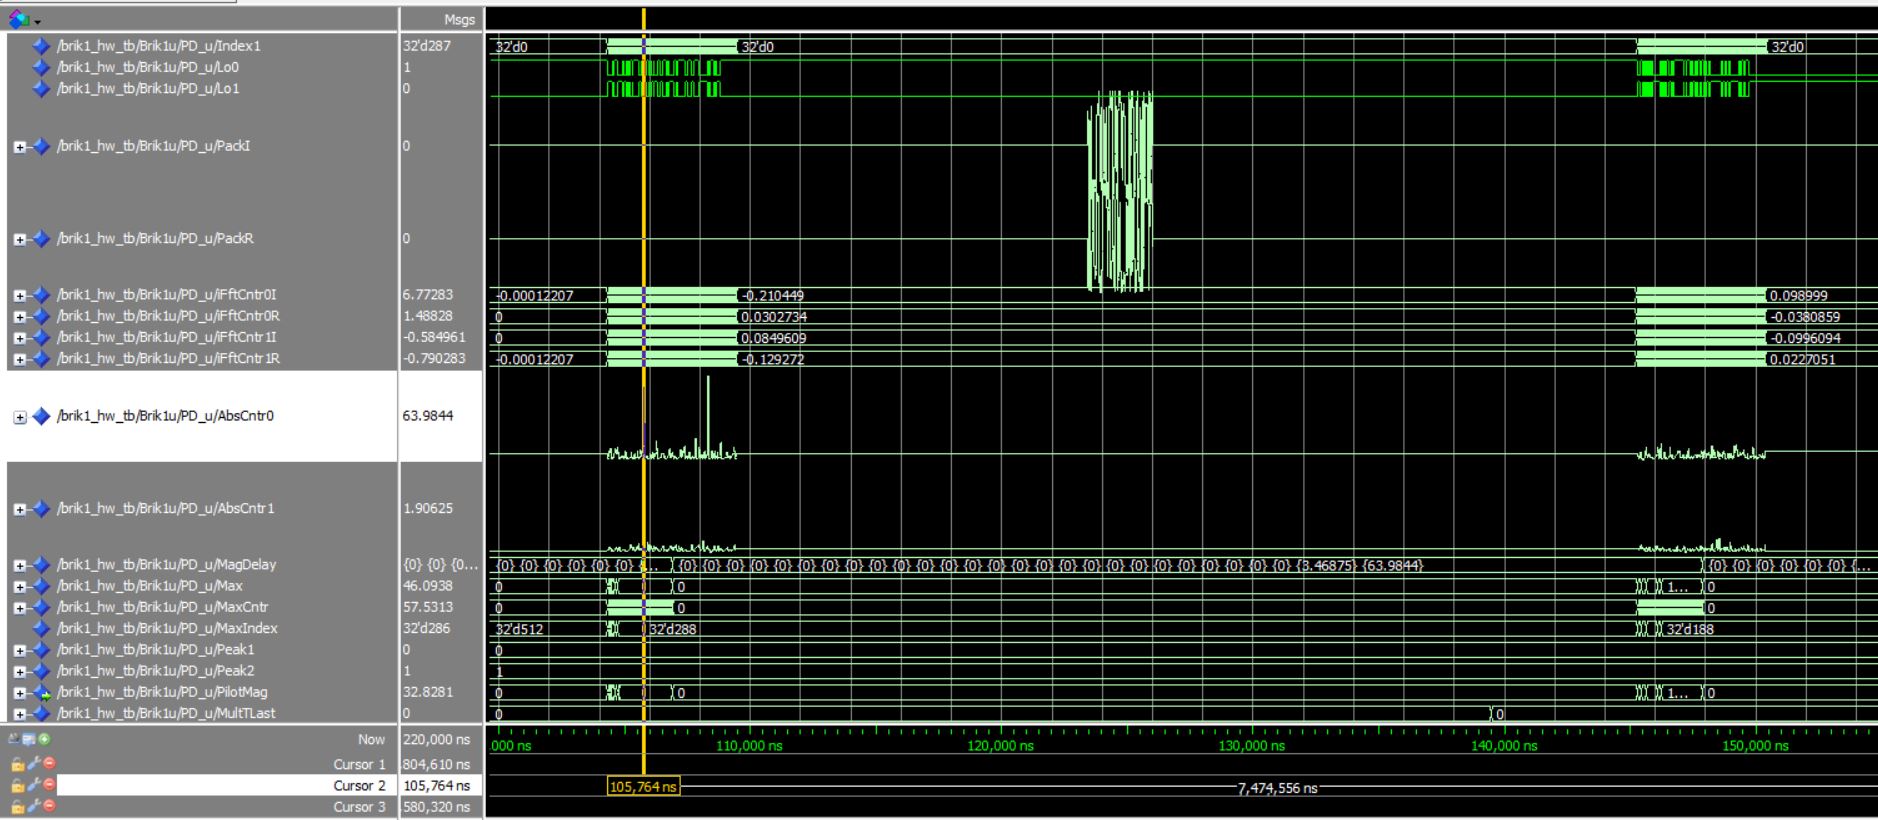 Msgs
/brik1_hw_tb/Brik1u/PD_u/Index1 32'd287 32'd0 32'd0 32'd0
/brik1_hw_tb/Brik1u/PD_u/Lo0 1
/brik1_hw_tb/Brik1u/PD_u/Lo1 0
/brik1_hw_tb/Brik1u/PD_u/PackI 0
/brik1_hw_tb/Brik1u/PD_u/PackR 0
/brik1_hw_tb/Brik1u/PD_u/iFftCntr0I 6.77283 -0.00012207 -0.210449 0.098999
/brik1_hw_tb/Brik1u/PD_u/iFftCntr0R 1.48828 0 0.0302734 -0.0380859
/brik1_hw_tb/Brik1u/PD_u/iFftCntr1I -0.584961 0 0.0849609 -0.0996094
/brik1_hw_tb/Brik1u/PD_u/iFftCntr1R -0.790283 -0.00012207 -0.129272 0.0227051
/brik1_hw_tb/Brik1u/PD_u/AbsCntr0 63.9844
/brik1_hw_tb/Brik1u/PD_u/AbsCntr1 1.90625
/brik1_hw_tb/Brik1u/PD_u/MagDelay {0} {0} {0... {0} {0} {0} {0} {0} {0} {... {0} {0} {0} {0} {0} {0} {0} {0} {0} {0} {0} {0} {0} {0} {0} {0} {0} {0} {0} {0} {0} {0} {0} {0} {0} {0} {3.46875} {63.9844} {0} {0} {0} {0} {0} {0} {...
/brik1_hw_tb/Brik1u/PD_u/Max 46.0938 0 0 1... 0
/brik1_hw_tb/Brik1u/PD_u/MaxCntr 57.5313 0 0 0
/brik1_hw_tb/Brik1u/PD_u/MaxIndex 32'd286 32'd512 32'd288 32'd188
/brik1_hw_tb/Brik1u/PD_u/Peak1 0 0
/brik1_hw_tb/Brik1u/PD_u/Peak2 1 1
/brik1_hw_tb/Brik1u/PD_u/PilotMag 32.8281 0 0 1... 0
/brik1_hw_tb/Brik1u/PD_u/MultTLast 0 0 0
Now 220,000 ns 000 ns 110,000 ns 120,000 ns 130,000 ns 140,000 ns 150,000 ns
Cursor 1 804,610 ns
Cursor 2 105,764 ns 105,764 ns 7,474,556 ns
Cursor 3 580,320 ns